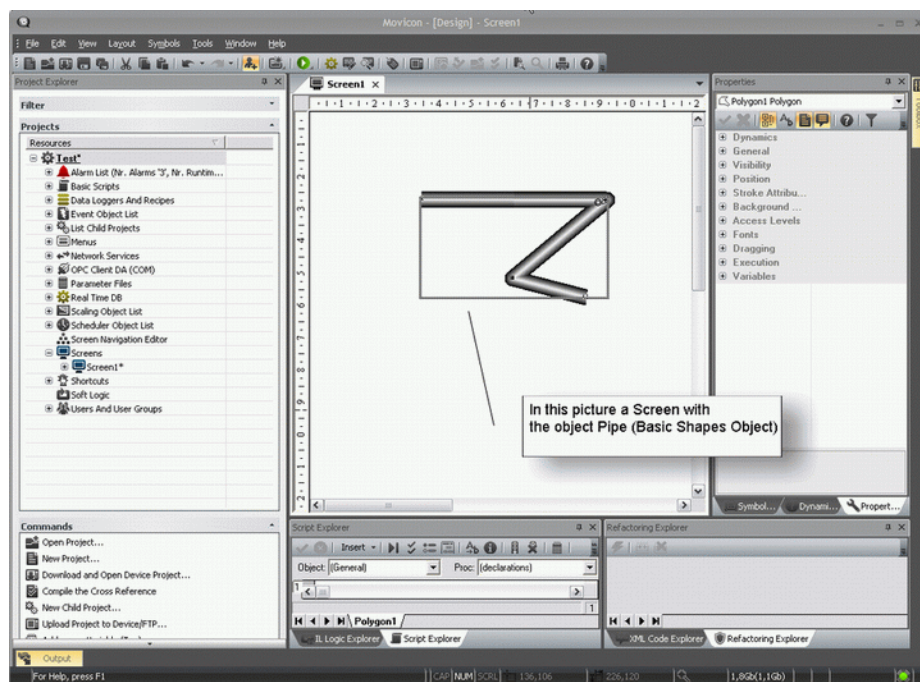 Movicon - [Design] - Screen1
File Edit View Layout Symbols Tools Window Help
Project Explorer
Filter
Projects
Resources
Test*
Alarm List (Nr. Alarms '3', Nr. Runtim...
Basic Scripts
Data Loggers And Recipes
Event Object List
List Child Projects
Menus
Network Services
OPC Client DA (COM)
Parameter Files
Real Time DB
Scaling Object List
Scheduler Object List
Screen Navigation Editor
Screens
Screen1*
Shortcuts
Soft Logic
Users And User Groups
Commands
Open Project...
New Project...
Download and Open Device Project...
Compile the Cross Reference
New Child Project...
Upload Project to Device/FTP...
Screen1
In this picture a Screen with
the object Pipe (Basic Shapes Object)
Properties
Polygon1 Polygon
Dynamics
General
Visibility
Position
Stroke Attribu...
Background ...
Access Levels
Fonts
Dragging
Execution
Variables
Symbol... Dynami... Propert...
Script Explorer
Insert
Object: (General) Proc: (declarations)
1
1
Polygon1
IL Logic Explorer Script Explorer
Refactoring Explorer
XML Code Explorer Refactoring Explorer
Output
For Help, press F1 CAP NUM SCRL 136,106 226,120 1,8Gb(1,1Gb)